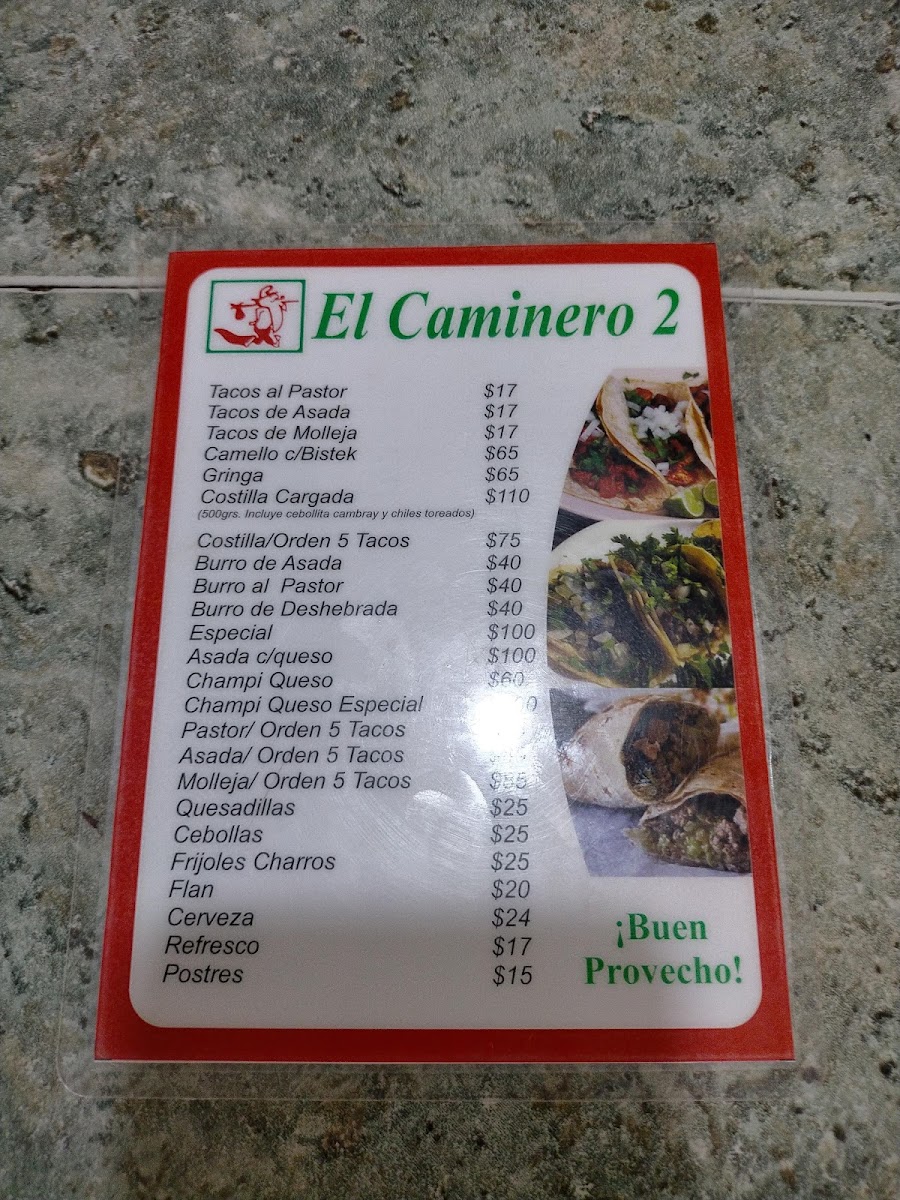 El Caminero 2
Tacos al Pastor $17
Tacos de Asada $17
Tacos de Molleja $17
Camello c/Bistek $65
Gringa $65
Costilla Cargada $110
(500grs. Incluye cebollita cambray y chiles toreados)
Costilla/Orden 5 Tacos $75
Burro de Asada $40
Burro al Pastor $40
Burro de Deshebrada $40
Especial $100
Asada c/queso $100
Champi Queso $60
Champi Queso Especial
Pastor/ Orden 5 Tacos
Asada/ Orden 5 Tacos
Molleja/ Orden 5 Tacos
Quesadillas $25
Cebollas $25
Frijoles Charros $25
Flan $20
Cerveza $24
Refresco $17
Postres $15
¡Buen
Provecho!